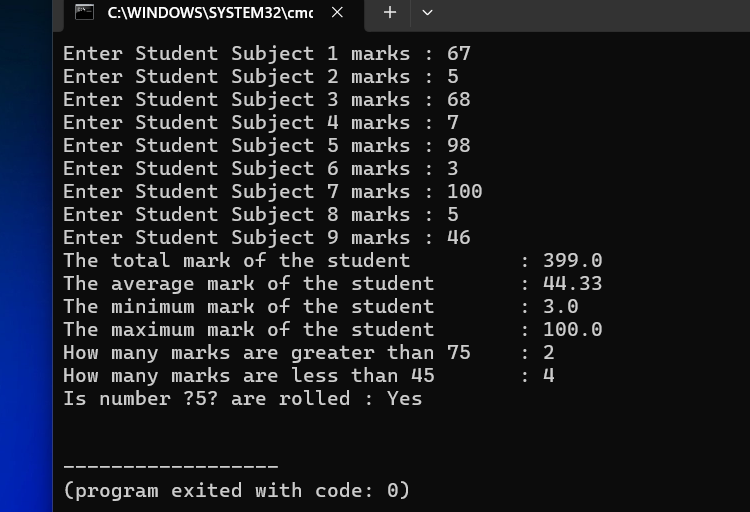 C:\WINDOWS\SYSTEM32\cmd
Enter Student Subject 1 marks : 67
Enter Student Subject 2 marks : 5
Enter Student Subject 3 marks : 68
Enter Student Subject 4 marks : 7
Enter Student Subject 5 marks : 98
Enter Student Subject 6 marks : 3
Enter Student Subject 7 marks : 100
Enter Student Subject 8 marks : 5
Enter Student Subject 9 marks : 46
The total mark of the student         : 399.0
The average mark of the student       : 44.33
The minimum mark of the student       : 3.0
The maximum mark of the student       : 100.0
How many marks are greater than 75    : 2
How many marks are less than 45       : 4
Is number ?5? are rolled : Yes
------------------
(program exited with code: 0)